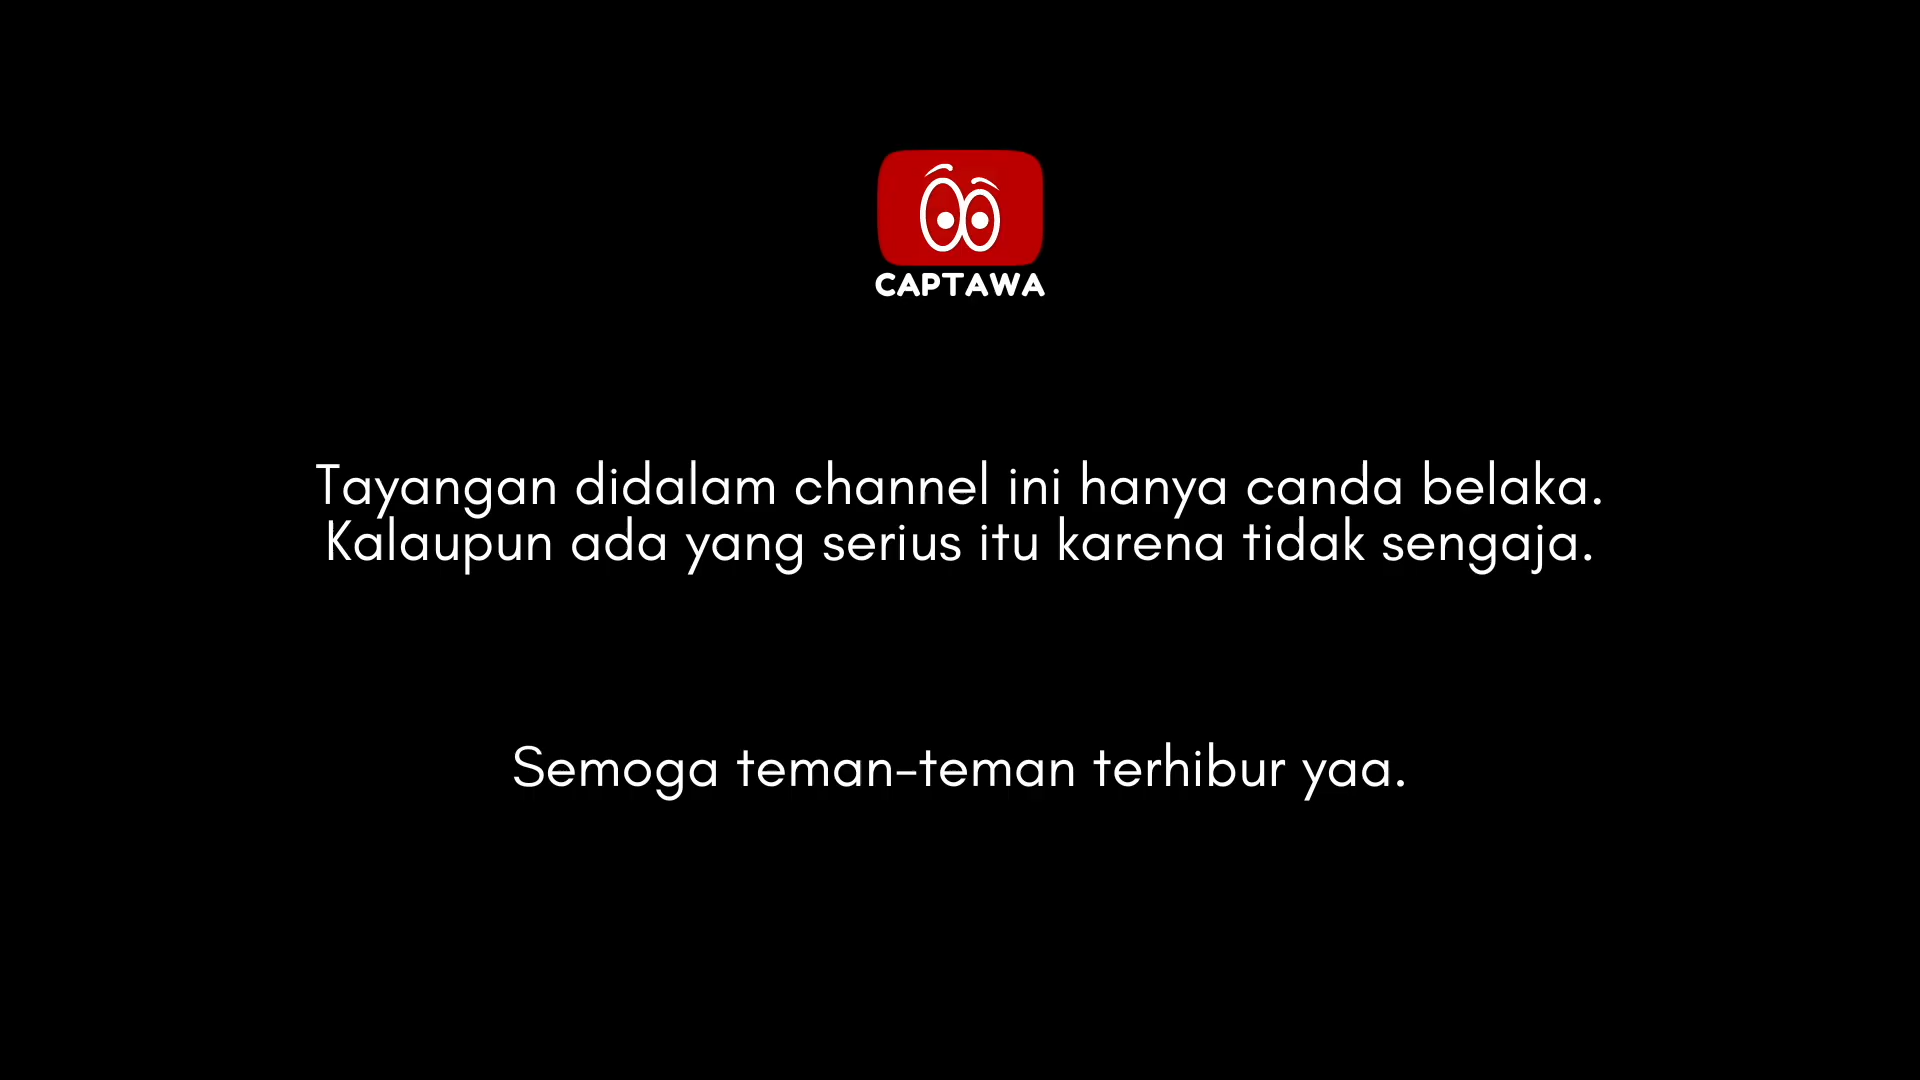 CAPTAWA
Tayangan didalam channel ini hanya canda belaka.
Kalaupun ada yang serius itu karena tidak sengaja.
Semoga teman-teman terhibur yaa.